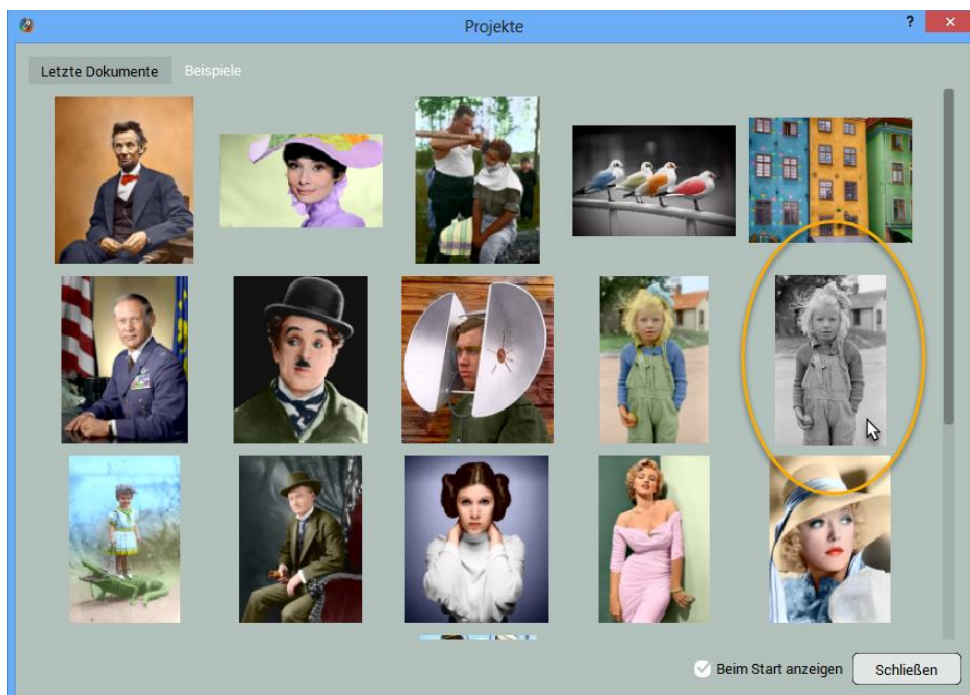 Projekte
?
Letzte Dokumente
Beispiele
Beim Start anzeigen
Schließen